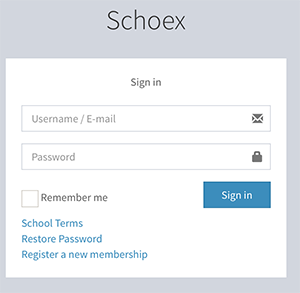 Schoex
Sign in
Username / E-mail
Password
Remember me
Sign in
School Terms
Restore Password
Register a new membership